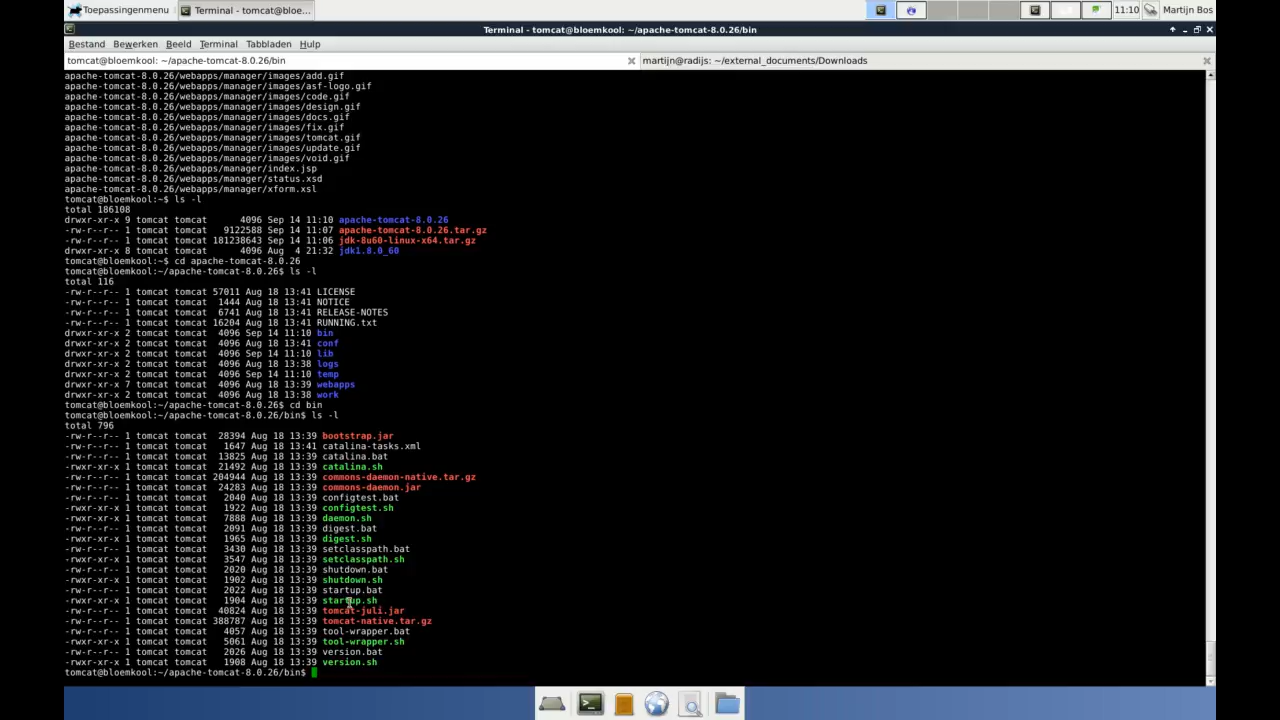 Toepassingenmenu Terminal - tomcat@bloe... 11:10 Martijn Bos
Terminal - tomcat@bloemkool: ~/apache-tomcat-8.0.26/bin
Bestand Bewerken Beeld Terminal Tabbladen Hulp
tomcat@bloemkool: ~/apache-tomcat-8.0.26/bin martijn@radijs: ~/external_documents/Downloads
apache-tomcat-8.0.26/webapps/manager/images/add.gif
apache-tomcat-8.0.26/webapps/manager/images/asf-logo.gif
apache-tomcat-8.0.26/webapps/manager/images/code.gif
apache-tomcat-8.0.26/webapps/manager/images/design.gif
apache-tomcat-8.0.26/webapps/manager/images/docs.gif
apache-tomcat-8.0.26/webapps/manager/images/fix.gif
apache-tomcat-8.0.26/webapps/manager/images/tomcat.gif
apache-tomcat-8.0.26/webapps/manager/images/update.gif
apache-tomcat-8.0.26/webapps/manager/images/void.gif
apache-tomcat-8.0.26/webapps/manager/index.jsp
apache-tomcat-8.0.26/webapps/manager/status.xsd
apache-tomcat-8.0.26/webapps/manager/xform.xsl
tomcat@bloemkool:~$ ls -l
total 186108
drwxr-xr-x 9 tomcat tomcat 4096 Sep 14 11:10 apache-tomcat-8.0.26
-rw-r--r-- 1 tomcat tomcat 9122588 Sep 14 11:07 apache-tomcat-8.0.26.tar.gz
-rw-r--r-- 1 tomcat tomcat 181238643 Sep 14 11:06 jdk-8u60-linux-x64.tar.gz
drwxr-xr-x 8 tomcat tomcat 4096 Aug 4 21:32 jdk1.8.0_60
tomcat@bloemkool:~$ cd apache-tomcat-8.0.26
tomcat@bloemkool:~/apache-tomcat-8.0.26$ ls -l
total 116
-rw-r--r-- 1 tomcat tomcat 57011 Aug 18 13:41 LICENSE
-rw-r--r-- 1 tomcat tomcat 1444 Aug 18 13:41 NOTICE
-rw-r--r-- 1 tomcat tomcat 6741 Aug 18 13:41 RELEASE-NOTES
-rw-r--r-- 1 tomcat tomcat 16204 Aug 18 13:41 RUNNING.txt
drwxr-xr-x 2 tomcat tomcat 4096 Sep 14 11:10 bin
drwxr-xr-x 2 tomcat tomcat 4096 Aug 18 13:41 conf
drwxr-xr-x 2 tomcat tomcat 4096 Sep 14 11:10 lib
drwxr-xr-x 2 tomcat tomcat 4096 Aug 18 13:38 logs
drwxr-xr-x 2 tomcat tomcat 4096 Sep 14 11:10 temp
drwxr-xr-x 7 tomcat tomcat 4096 Aug 18 13:39 webapps
drwxr-xr-x 2 tomcat tomcat 4096 Aug 18 13:38 work
tomcat@bloemkool:~/apache-tomcat-8.0.26$ cd bin
tomcat@bloemkool:~/apache-tomcat-8.0.26/bin$ ls -l
total 796
-rw-r--r-- 1 tomcat tomcat 28394 Aug 18 13:39 bootstrap.jar
-rw-r--r-- 1 tomcat tomcat 1647 Aug 18 13:41 catalina-tasks.xml
-rw-r--r-- 1 tomcat tomcat 13825 Aug 18 13:39 catalina.bat
-rwxr-xr-x 1 tomcat tomcat 21492 Aug 18 13:39 catalina.sh
-rw-r--r-- 1 tomcat tomcat 204944 Aug 18 13:39 commons-daemon-native.tar.gz
-rw-r--r-- 1 tomcat tomcat 24283 Aug 18 13:39 commons-daemon.jar
-rw-r--r-- 1 tomcat tomcat 2040 Aug 18 13:39 configtest.bat
-rwxr-xr-x 1 tomcat tomcat 1922 Aug 18 13:39 configtest.sh
-rwxr-xr-x 1 tomcat tomcat 7888 Aug 18 13:39 daemon.sh
-rw-r--r-- 1 tomcat tomcat 2091 Aug 18 13:39 digest.bat
-rwxr-xr-x 1 tomcat tomcat 1965 Aug 18 13:39 digest.sh
-rw-r--r-- 1 tomcat tomcat 3430 Aug 18 13:39 setclasspath.bat
-rwxr-xr-x 1 tomcat tomcat 3547 Aug 18 13:39 setclasspath.sh
-rw-r--r-- 1 tomcat tomcat 2020 Aug 18 13:39 shutdown.bat
-rwxr-xr-x 1 tomcat tomcat 1902 Aug 18 13:39 shutdown.sh
-rw-r--r-- 1 tomcat tomcat 2022 Aug 18 13:39 startup.bat
-rwxr-xr-x 1 tomcat tomcat 1904 Aug 18 13:39 startup.sh
-rw-r--r-- 1 tomcat tomcat 40824 Aug 18 13:39 tomcat-juli.jar
-rw-r--r-- 1 tomcat tomcat 388787 Aug 18 13:39 tomcat-native.tar.gz
-rw-r--r-- 1 tomcat tomcat 4057 Aug 18 13:39 tool-wrapper.bat
-rwxr-xr-x 1 tomcat tomcat 5061 Aug 18 13:39 tool-wrapper.sh
-rw-r--r-- 1 tomcat tomcat 2026 Aug 18 13:39 version.bat
-rwxr-xr-x 1 tomcat tomcat 1908 Aug 18 13:39 version.sh
tomcat@bloemkool:~/apache-tomcat-8.0.26/bin$